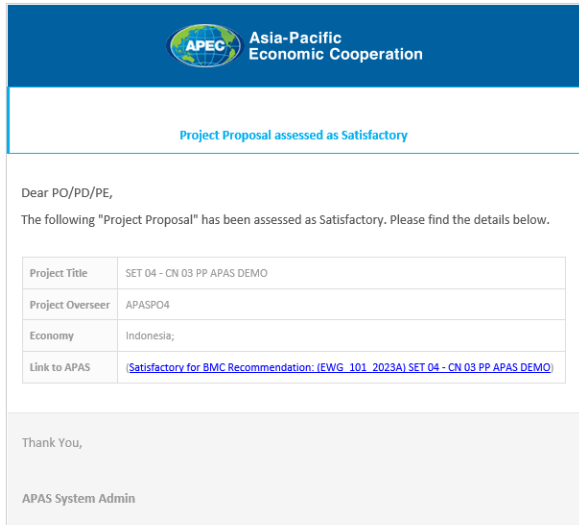 APEC
Asia-Pacific
Economic Cooperation
Project Proposal assessed as Satisfactory
Dear PO/PD/PE,
The following "Project Proposal" has been assessed as Satisfactory. Please find the details below.
Project Title SET 04 - CN 03 PP APAS DEMO
Project Overseer APASPO4
Economy Indonesia;
Link to APAS (Satisfactory for BMC Recommendation: (EWG_101_2023A) SET 04 - CN 03 PP APAS DEMO)
Thank You,
APAS System Admin